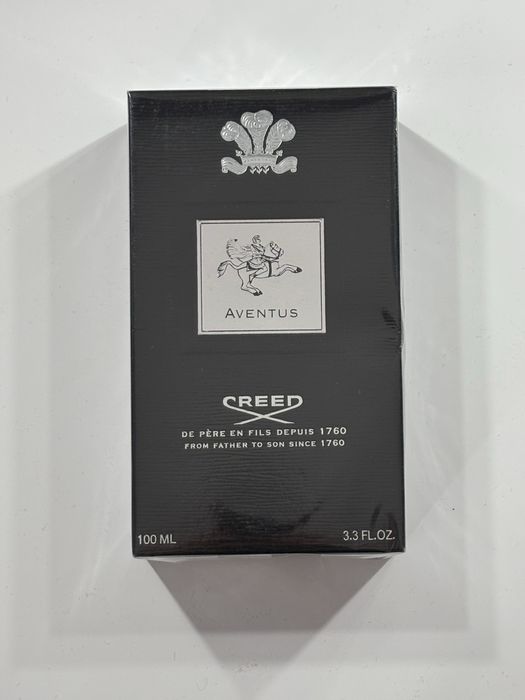 AVENTUS
CREED
DE PÈRE EN FILS DEPUIS 1760
FROM FATHER TO SON SINCE 1760
100 ML
3.3 FL.OZ.